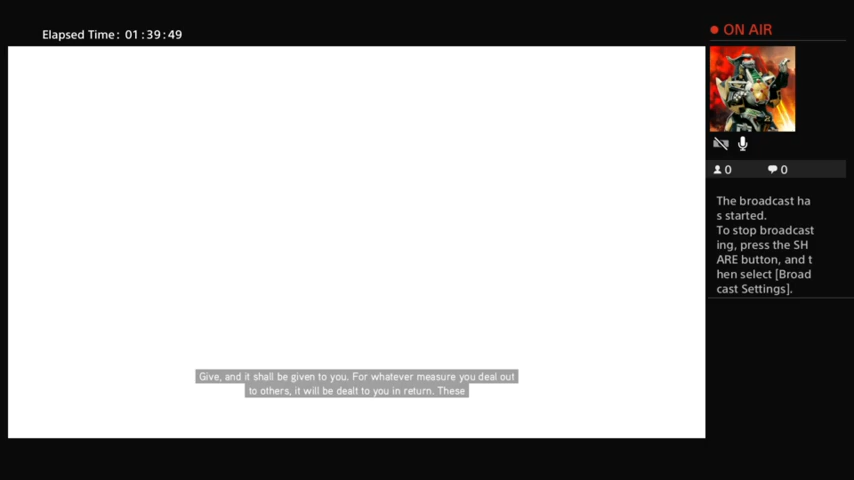 Elapsed Time: 01:39:49
ON AIR
0 0
The broadcast ha
s started.
To stop broadcast
ing, press the SH
ARE button, and t
hen select [Broad
cast Settings].
Give, and it shall be given to you. For whatever measure you deal out
to others, it will be dealt to you in return. These